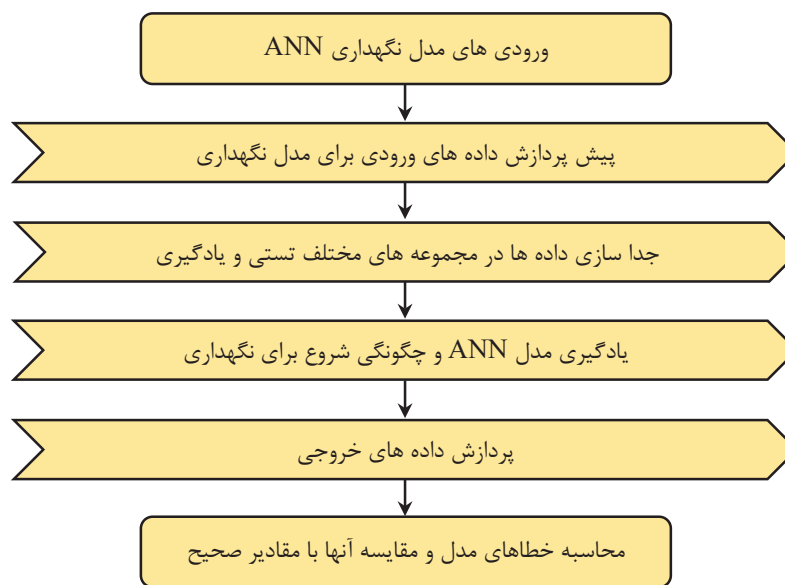 ورودی های مدل نگهداری ANN
پیش پردازش داده های ورودی برای مدل نگهداری
جدا سازی داده ها در مجموعه های مختلف تستی و یادگیری
یادگیری مدل ANN و چگونگی شروع برای نگهداری
پردازش داده های خروجی
محاسبه خطاهای مدل و مقایسه آنها با مقادیر صحیح